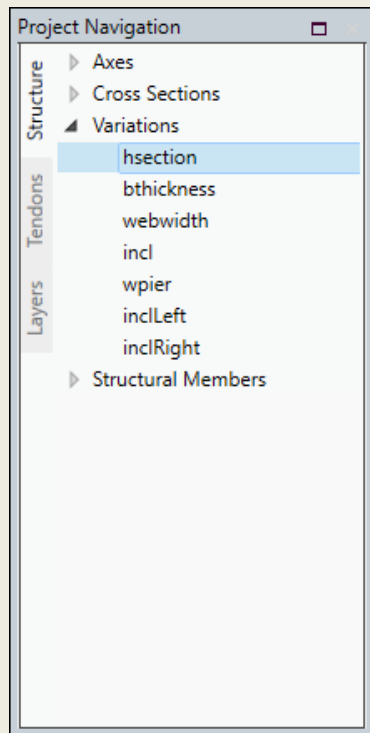 Project Navigation
Structure
Tendons
Layers
Axes
Cross Sections
Variations
hsection
bthickness
webwidth
incl
wpier
inclLeft
inclRight
Structural Members